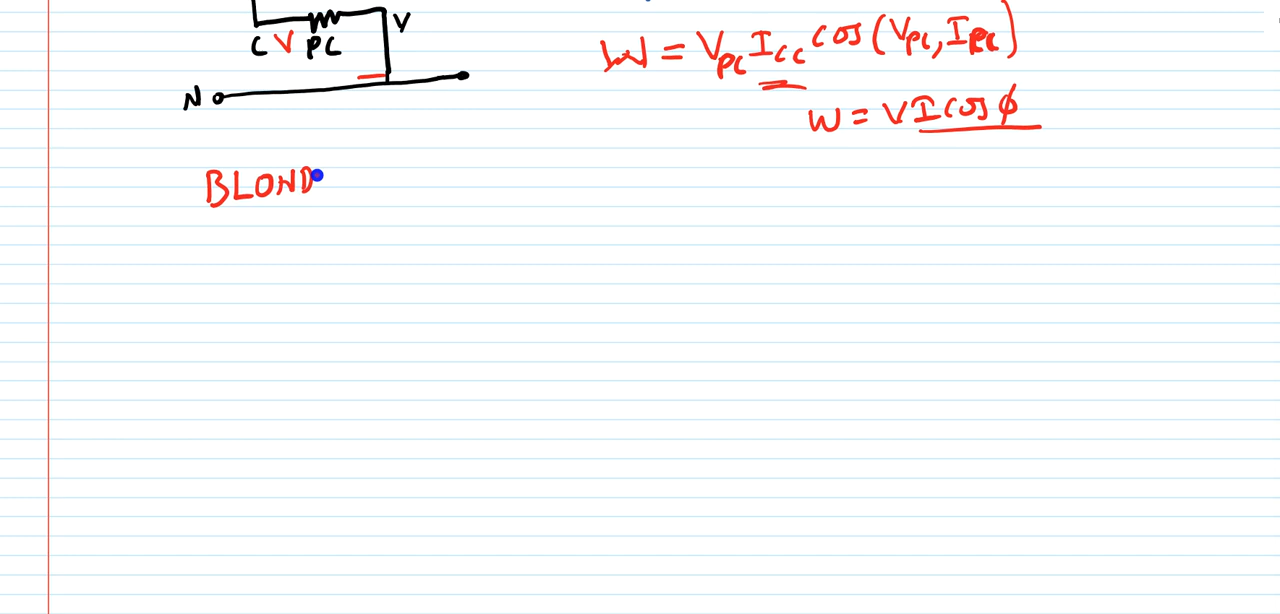 V
C V PC
N
W = V_PC I_CC cos(V_PC, I_PC)
W = VI cos φ
BLOND